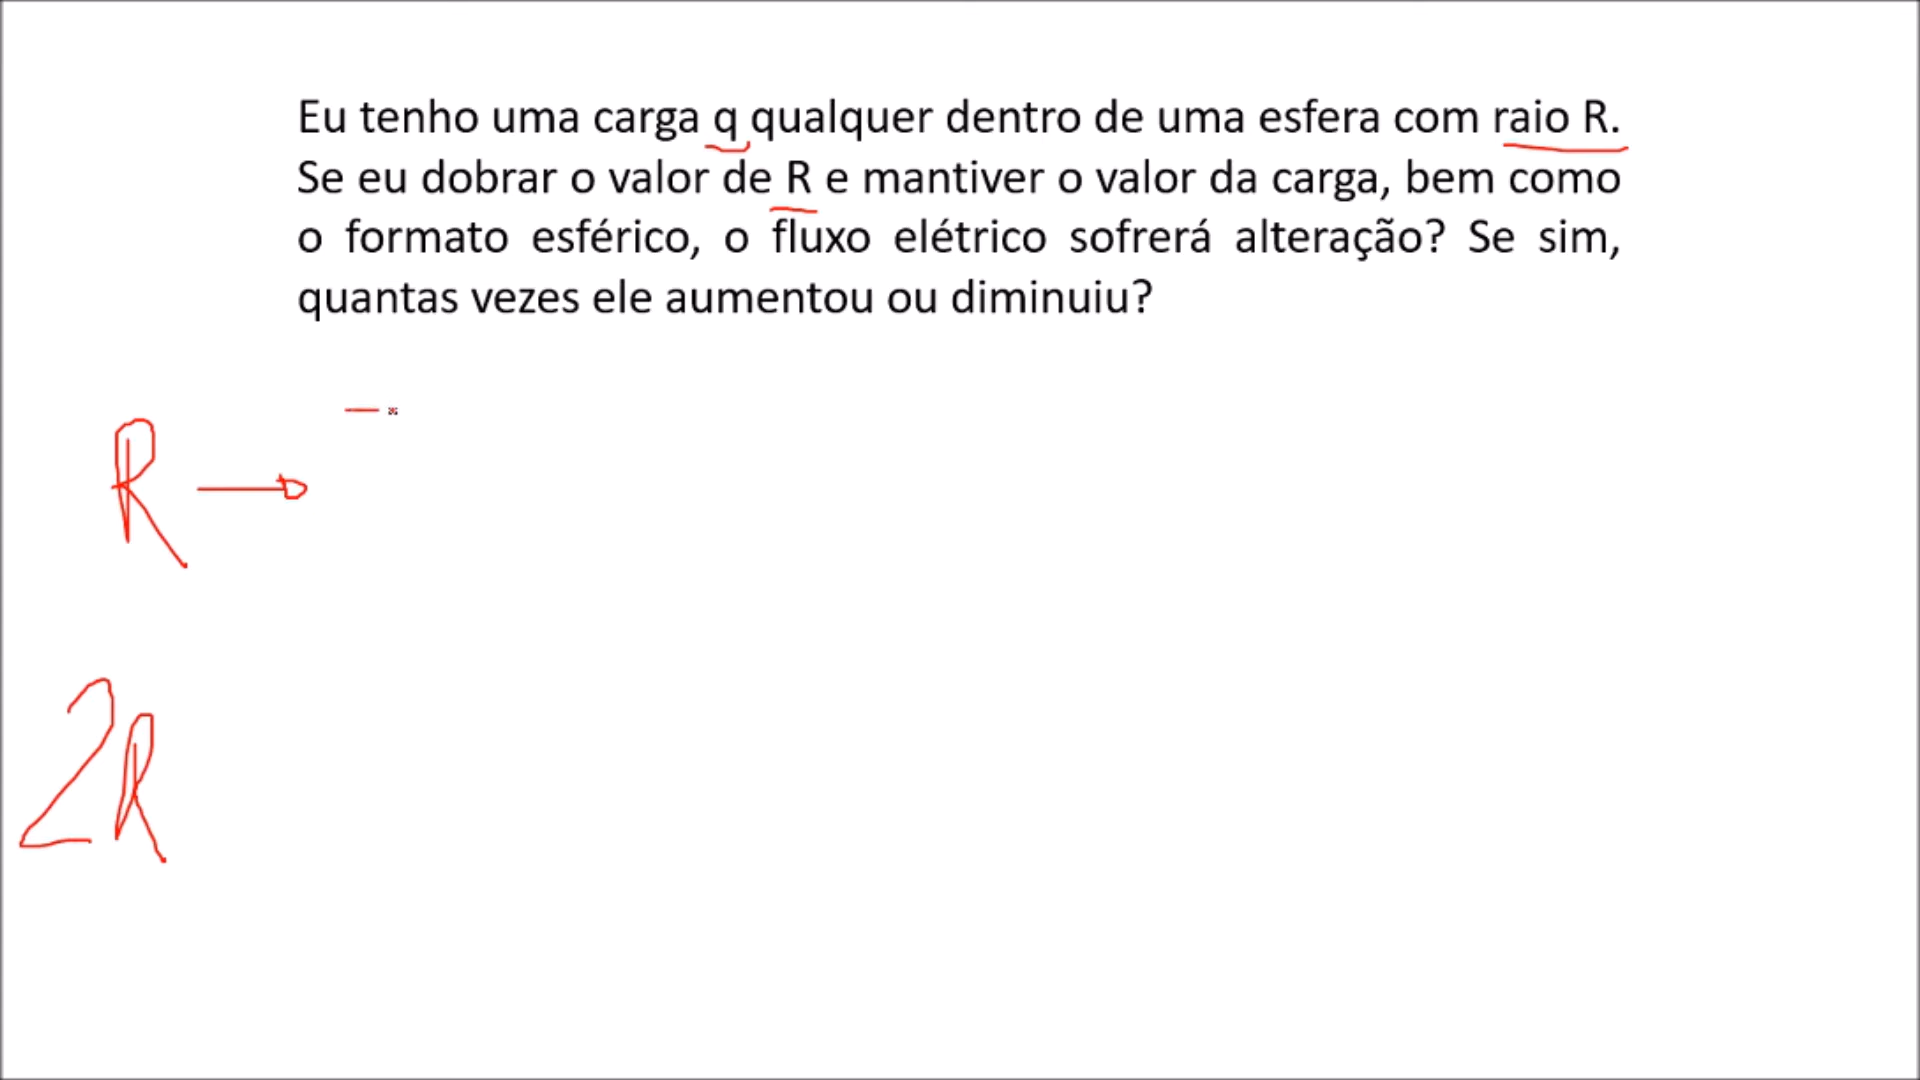 Eu tenho uma carga q qualquer dentro de uma esfera com raio R.
Se eu dobrar o valor de R e mantiver o valor da carga, bem como
o formato esférico, o fluxo elétrico sofrerá alteração? Se sim,
quantas vezes ele aumentou ou diminuiu?
R
2R